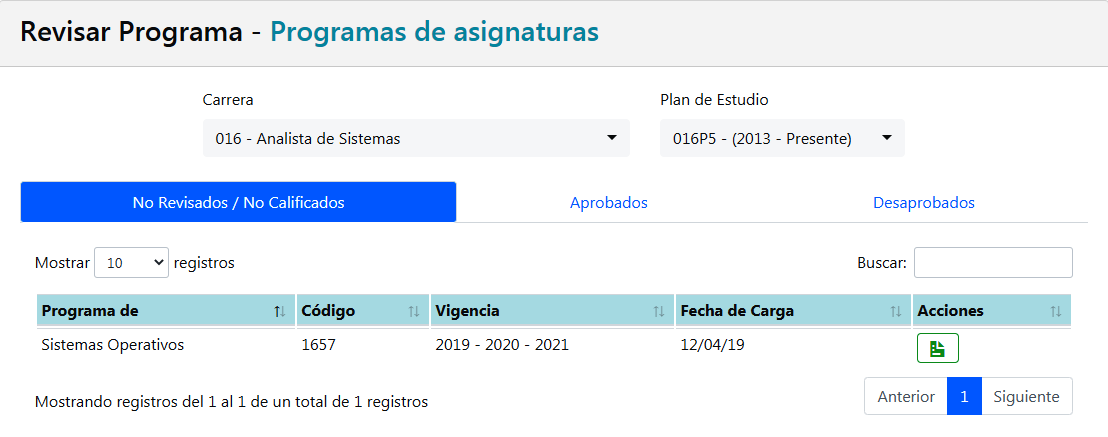 Revisar Programa - Programas de asignaturas
Carrera Plan de Estudio
016 - Analista de Sistemas 016P5 - (2013 - Presente)
No Revisados / No Calificados Aprobados Desaprobados
Mostrar 10 registros Buscar:
Programa de Código Vigencia Fecha de Carga Acciones
Sistemas Operativos 1657 2019 - 2020 - 2021 12/04/19
Mostrando registros del 1 al 1 de un total de 1 registros Anterior 1 Siguiente